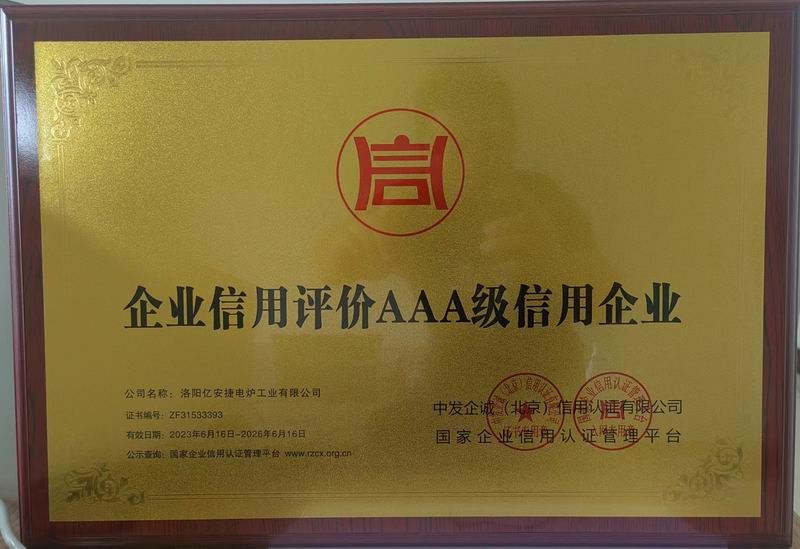 信
企业信用评价AAA级信用企业
公司名称：洛阳亿安捷电炉工业有限公司
证书编号：ZF31533393
有效日期：2023年6月16日-2026年6月16日
公示查询：国家企业信用认证管理平台 www.rzcx.org.cn
中发企诚（北京）信用认证有限公司
国家企业信用认证管理平台